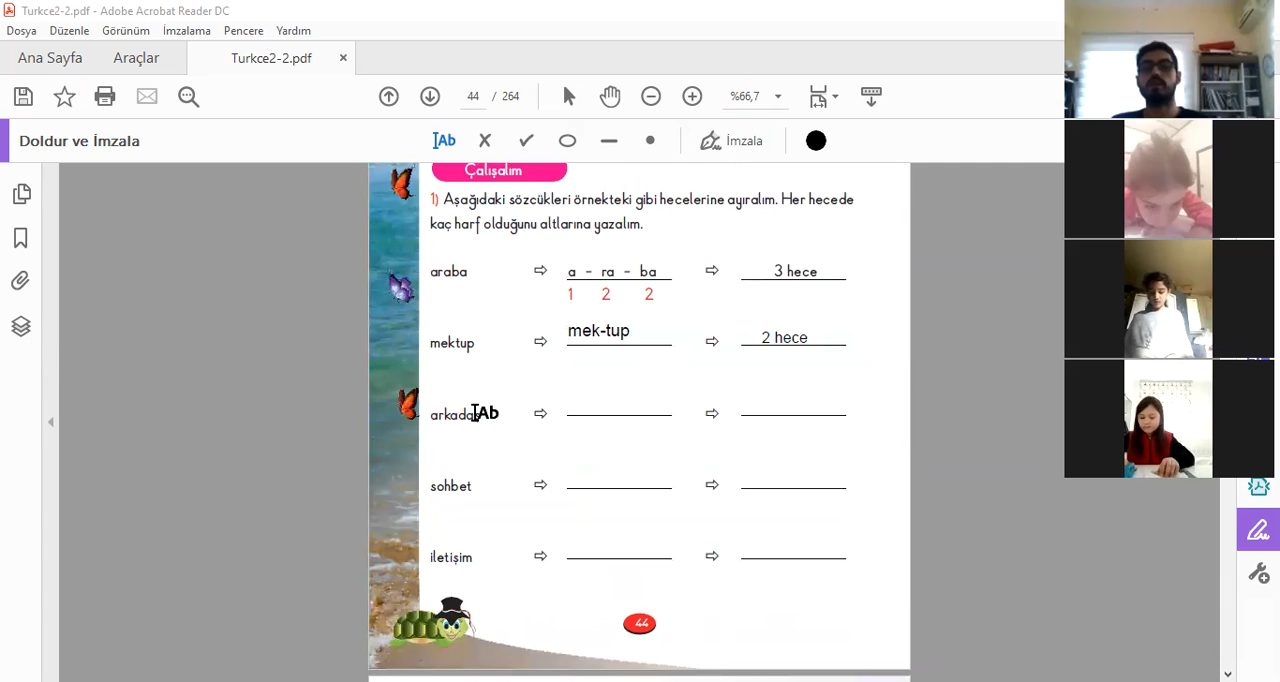 Turkce2-2.pdf - Adobe Acrobat Reader DC
Dosya Düzenle Görünüm İmzalama Pencere Yardım
Ana Sayfa Araçlar Turkce2-2.pdf ×
44 / 264 %66,7
Doldur ve İmzala Ab İmzala
Çalışalım
1) Aşağıdaki sözcükleri örnekteki gibi hecelerine ayıralım. Her hecede
kaç harf olduğunu altlarına yazalım.
araba ⇨ a - ra - ba ⇨ 3 hece
1 2 2
mektup ⇨ mek-tup ⇨ 2 hece
arkadaş Ab ⇨ ⇨
sohbet ⇨ ⇨
iletişim ⇨ ⇨
44